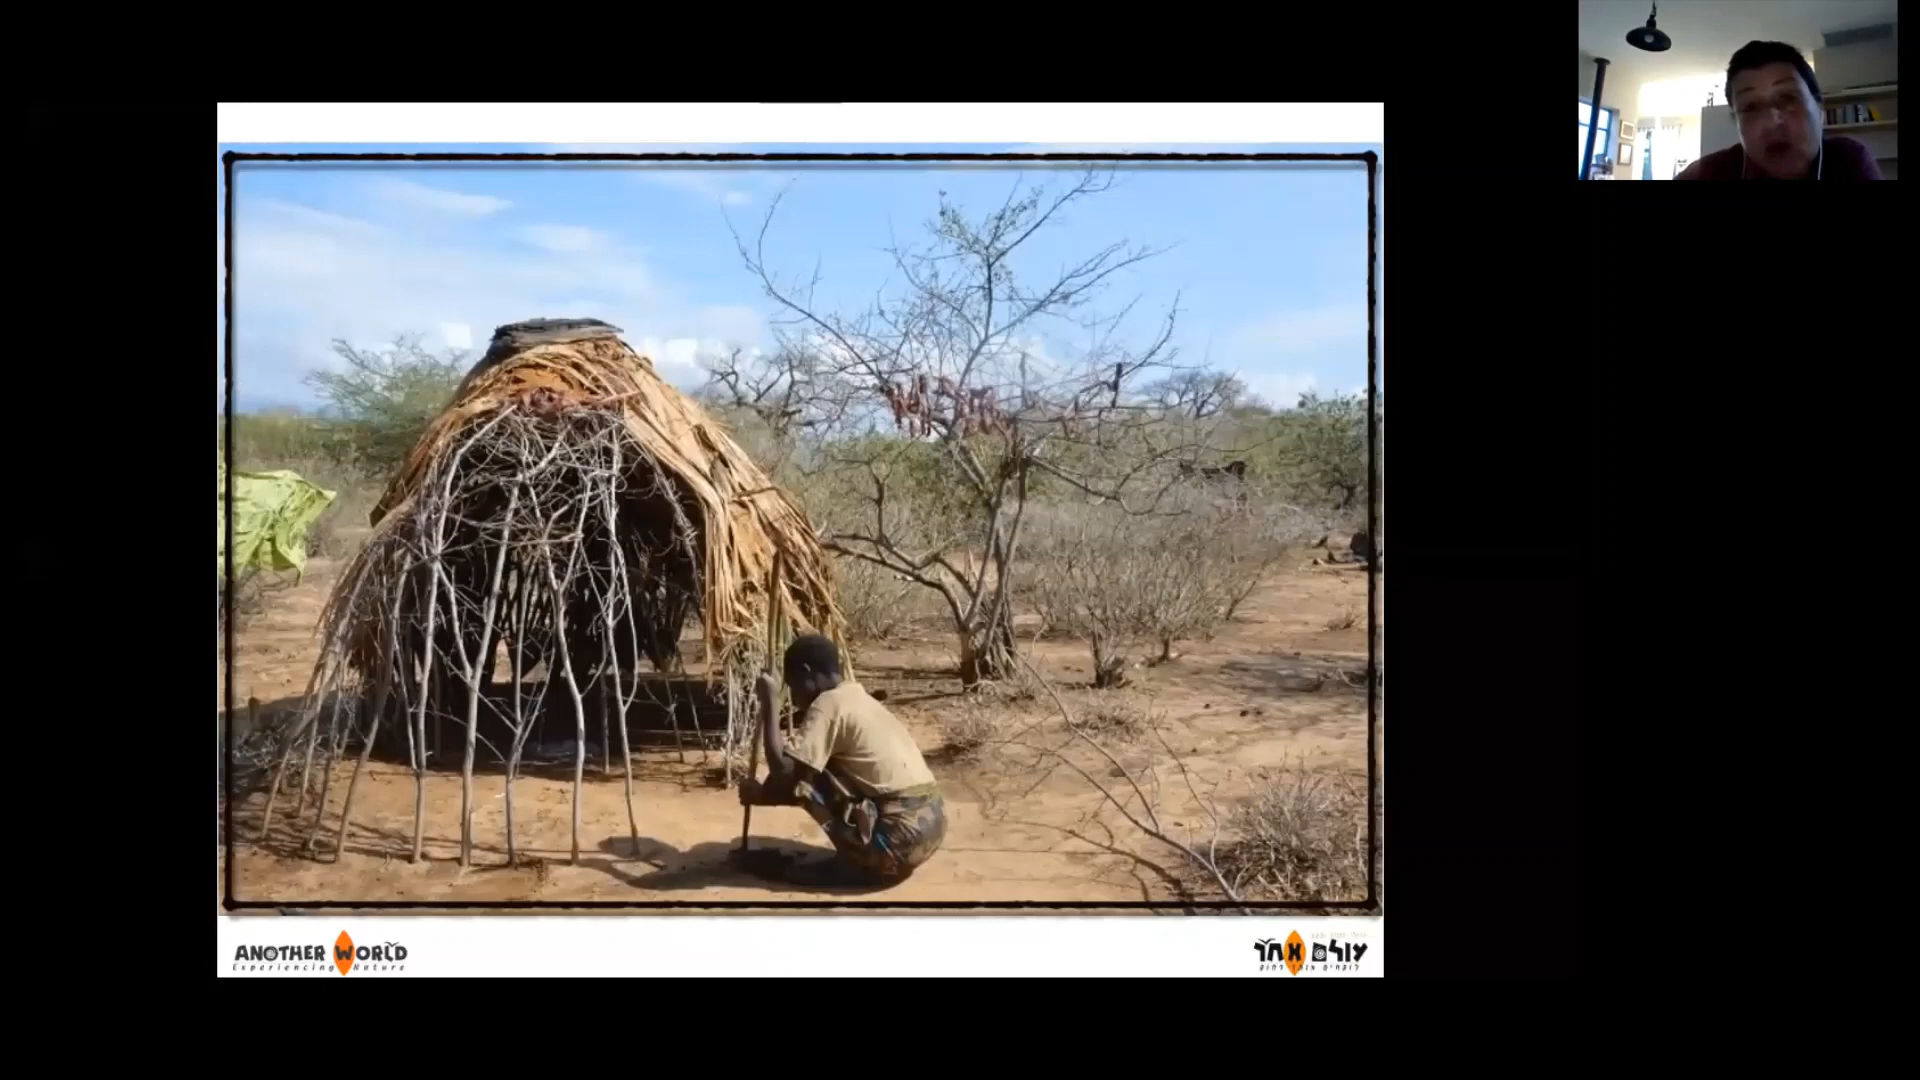 ANOTHER WORLD
Experiencing Nature
עולם אחר